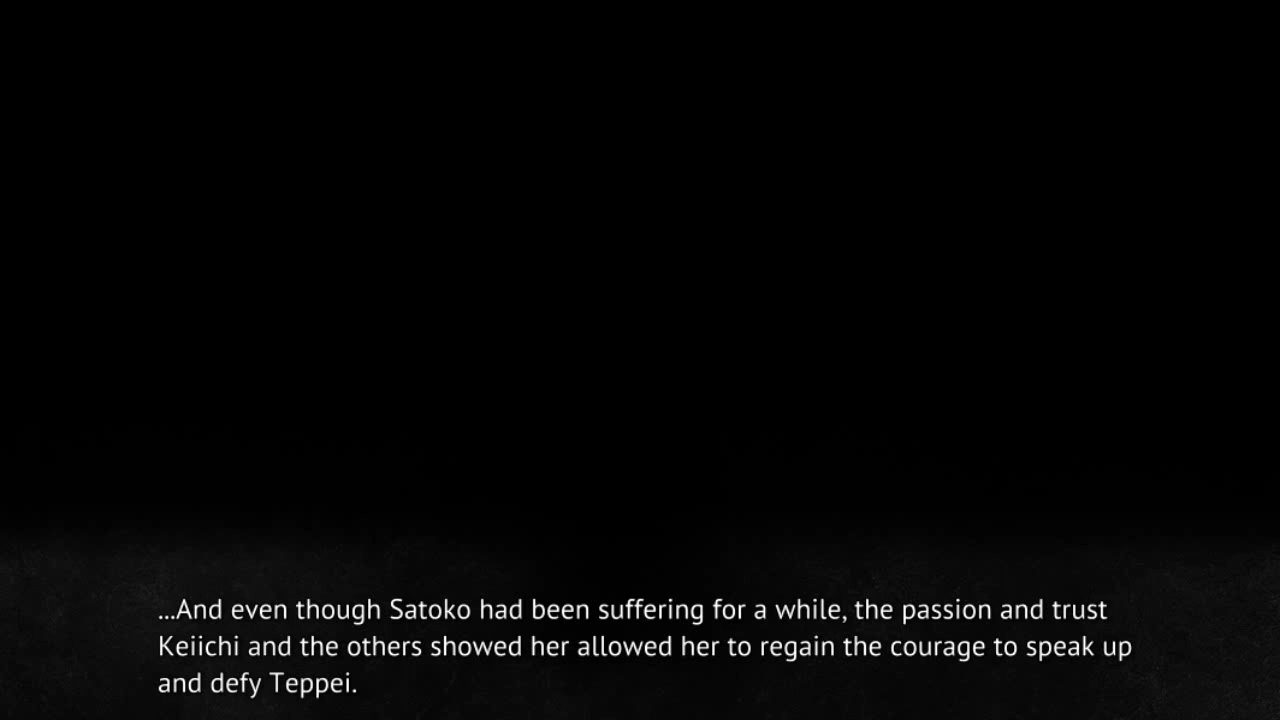 ...And even though Satoko had been suffering for a while, the passion and trust
Keiichi and the others showed her allowed her to regain the courage to speak up
and defy Teppei.